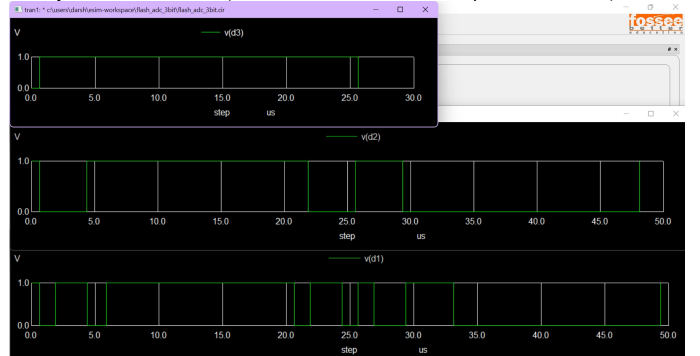 tran1: * c:\users\darsh\esim-workspace\flash_adc_3bit\flash_adc_3bit.cir
fossee
V v(d3)
1.0
0.0
0.0 5.0 10.0 15.0 20.0 25.0 30.0
step us
V v(d2)
1.0
0.0
0.0 5.0 10.0 15.0 20.0 25.0 30.0 35.0 40.0 45.0 50.0
step us
V v(d1)
1.0
0.0
0.0 5.0 10.0 15.0 20.0 25.0 30.0 35.0 40.0 45.0 50.0
step us